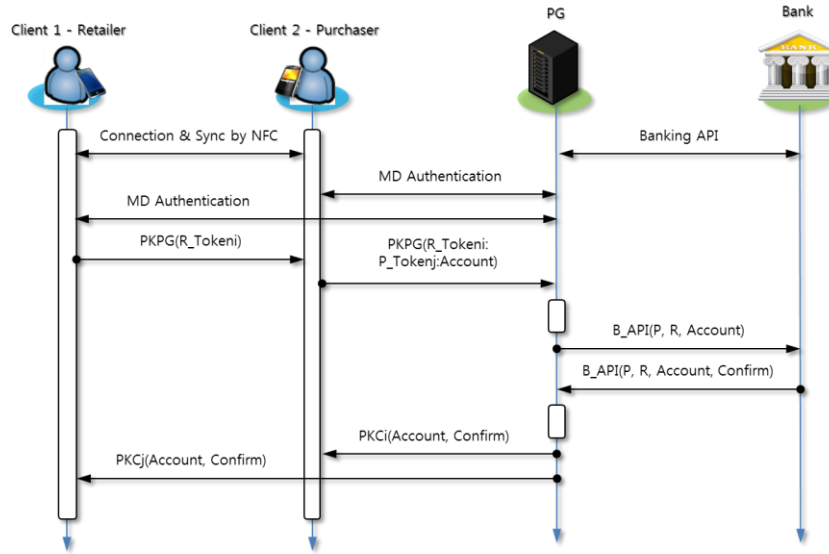 PG
Bank
Client 1 - Retailer
Client 2 - Purchaser
BANK
Connection & Sync by NFC
Banking API
MD Authentication
MD Authentication
PKPG(R_Tokeni)
PKPG(R_Tokeni:
P_Tokenj:Account)
B_API(P, R, Account)
B_API(P, R, Account, Confirm)
PKCi(Account, Confirm)
PKCj(Account, Confirm)